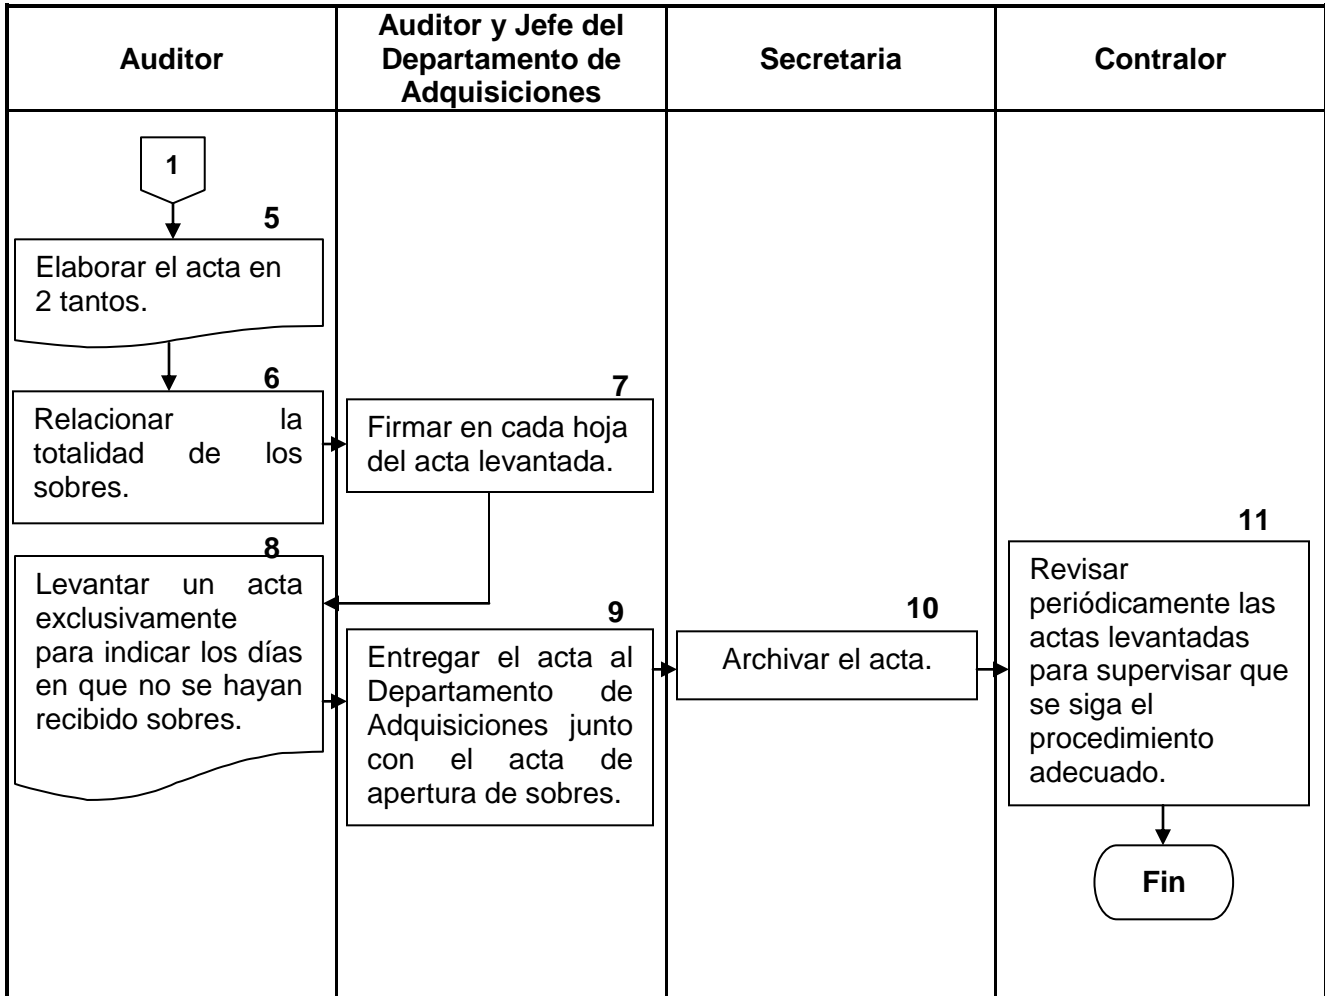 Auditor
Auditor y Jefe del
Departamento de
Adquisiciones
Secretaria
Contralor
1
5
Elaborar el acta en
2 tantos.
6
Relacionar la
totalidad de los
sobres.
7
Firmar en cada hoja
del acta levantada.
8
Levantar un acta
exclusivamente
para indicar los días
en que no se hayan
recibido sobres.
9
Entregar el acta al
Departamento de
Adquisiciones junto
con el acta de
apertura de sobres.
10
Archivar el acta.
11
Revisar
periódicamente las
actas levantadas
para supervisar que
se siga el
procedimiento
adecuado.
Fin